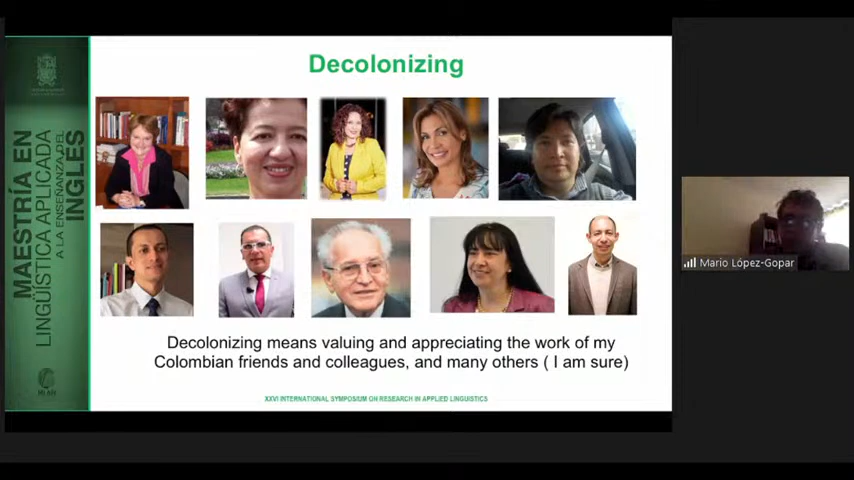 Decolonizing
MAESTRÍA EN
LINGÜÍSTICA APLICADA
A LA ENSEÑANZA DEL
INGLÉS
Mario López-Gopar
Decolonizing means valuing and appreciating the work of my
Colombian friends and colleagues, and many others ( I am sure)
XXVI INTERNATIONAL SYMPOSIUM ON RESEARCH IN APPLIED LINGUISTICS